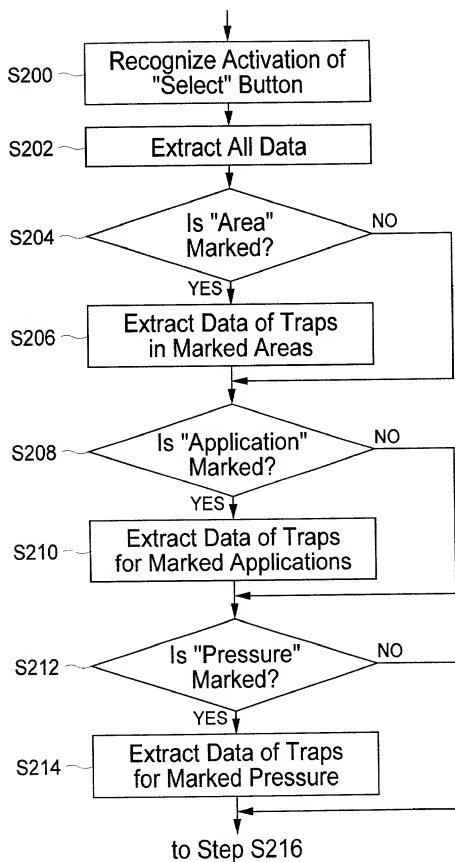 S200
Recognize Activation of
"Select" Button
S202
Extract All Data
S204
Is "Area"
Marked?
NO
YES
S206
Extract Data of Traps
in Marked Areas
S208
Is "Application"
Marked?
NO
YES
S210
Extract Data of Traps
for Marked Applications
S212
Is "Pressure"
Marked?
NO
YES
S214
Extract Data of Traps
for Marked Pressure
to Step S216